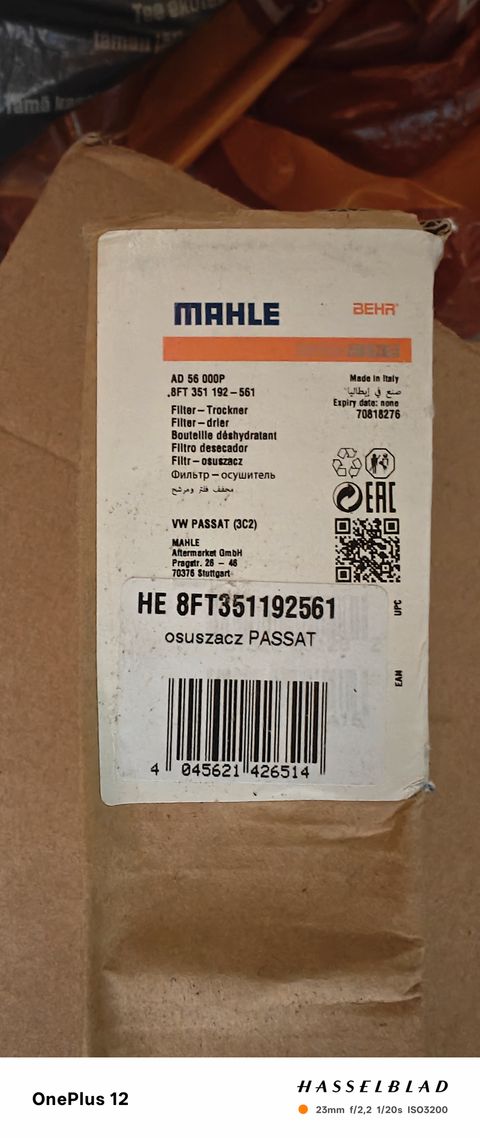 Tämä
MAHLE
BEHR
AD 56 000P
8FT 351 192-561
Filter-Trockner
Filter-drier
Bouteille déshydratant
Filtro desecador
Filtr-osuszacz
Фильтр-осушитель
مجفف فلتر ومرشح
Made in Italy
صنع في إيطاليا
Expiry date: none
70818276
EAC
VW PASSAT (3C2)
MAHLE
Aftermarket GmbH
Pragstr. 26 - 46
70376 Stuttgart
UPC
EAN
HE 8FT351192561
osuszacz PASSAT
4 045621 426514
OnePlus 12
HASSELBLAD
23mm f/2,2 1/20s ISO3200